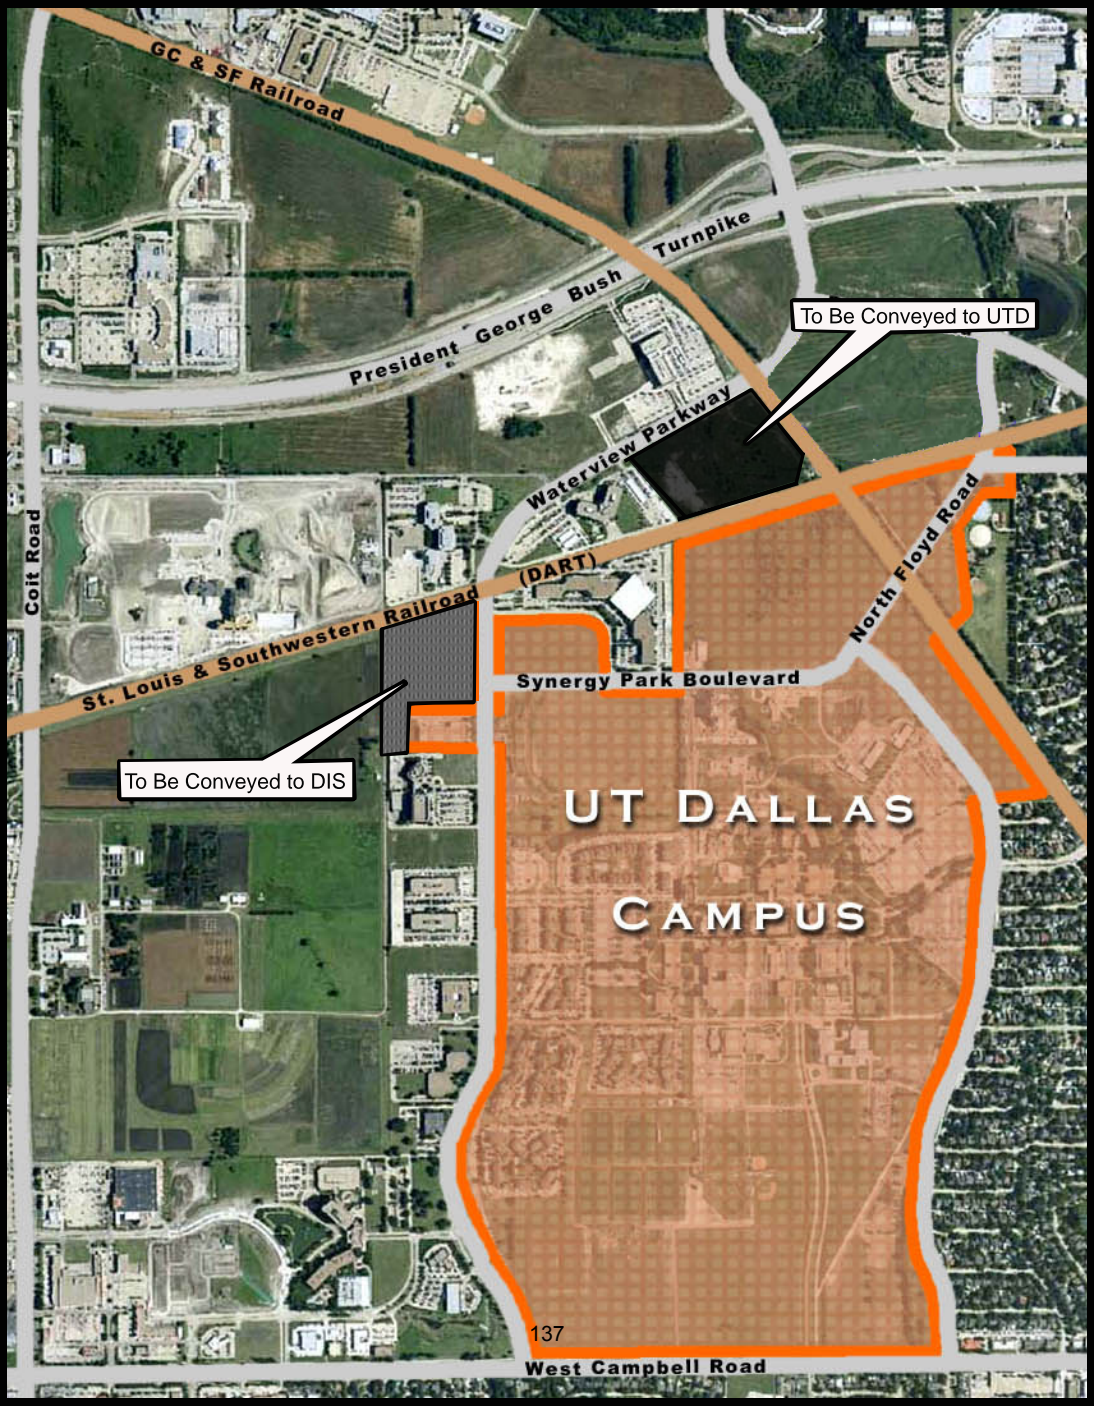 GC & SF Railroad
President George Bush Turnpike
To Be Conveyed to UTD
Waterview Parkway
Coit Road
North Floyd Road
(DART)
St. Louis & Southwestern Railroad
Synergy Park Boulevard
To Be Conveyed to DIS
UT DALLAS
CAMPUS
137
West Campbell Road